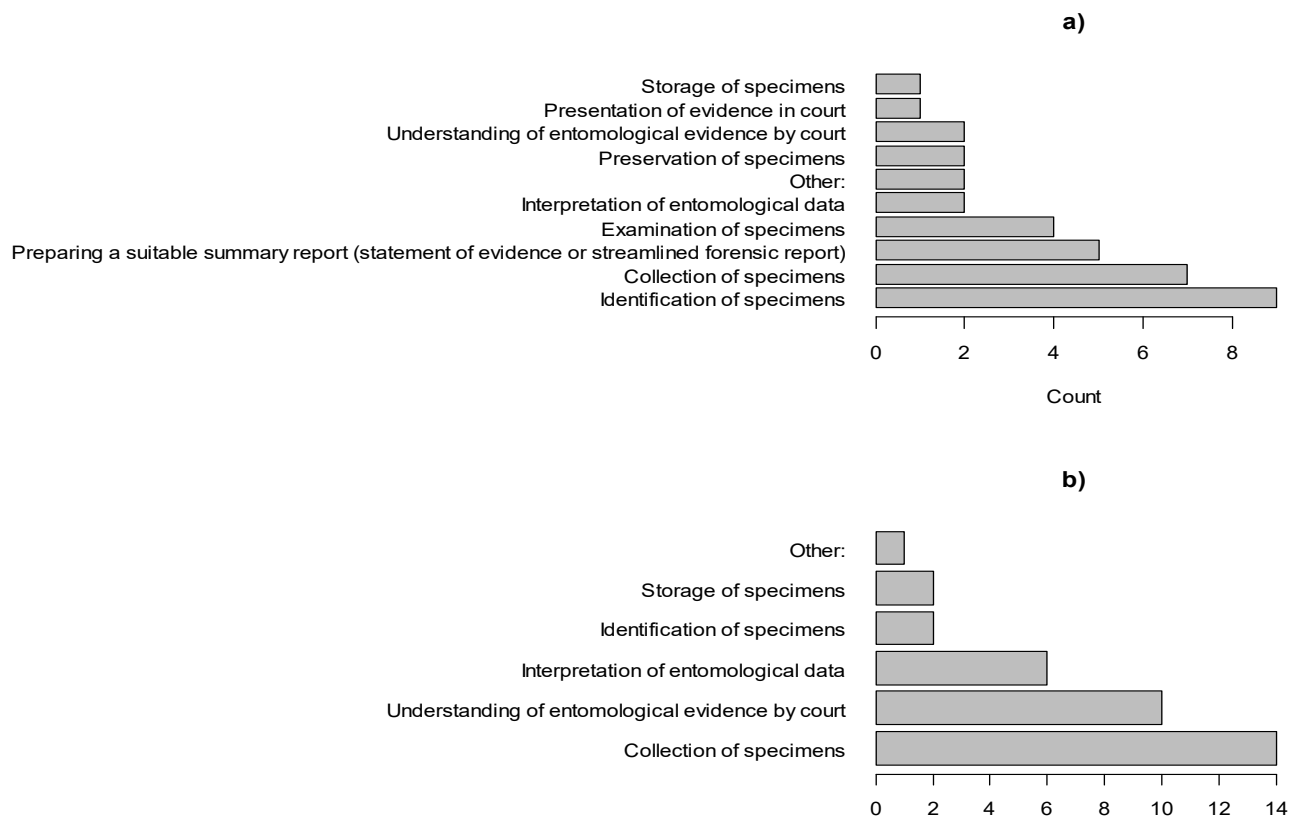 a)
Storage of specimens
Presentation of evidence in court
Understanding of entomological evidence by court
Preservation of specimens
Other:
Interpretation of entomological data
Examination of specimens
Preparing a suitable summary report (statement of evidence or streamlined forensic report)
Collection of specimens
Identification of specimens
0 2 4 6 8
Count
b)
Other:
Storage of specimens
Identification of specimens
Interpretation of entomological data
Understanding of entomological evidence by court
Collection of specimens
0 2 4 6 8 10 12 14